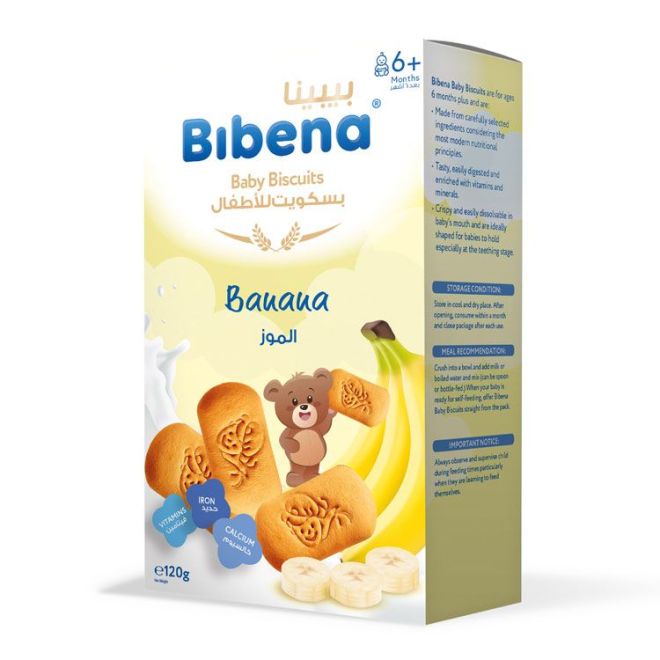 6+
Months
بعد ٦ أشهر
بيبينا
Bibena®
Baby Biscuits
بسكويت للأطفال
Banana
الموز
VITAMINS
فيتامين
IRON
حديد
CALCIUM
كالسيوم
e120g
Net Weight
Bibena Baby Biscuits are for ages
6 months plus and are:
• Made from carefully selected
ingredients considering the
most modern nutritional
principles.
• Tasty, easily digested and
enriched with vitamins and
minerals.
• Crispy and easily dissolvable in
baby's mouth and are ideally
shaped for babies to hold
especially at the teething stage.
STORAGE CONDITION:
Store in cool and dry place. After
opening, consume within a month
and close package after each use.
MEAL RECOMMENDATION:
Crush into a bowl and add milk or
boiled water and mix (can be spoon
or bottle-fed.) When your baby is
ready for self-feeding, offer Bibena
Baby Biscuits straight from the pack.
IMPORTANT NOTICE:
Always observe and supervise child
during feeding times particularly
when they are learning to feed
themselves.